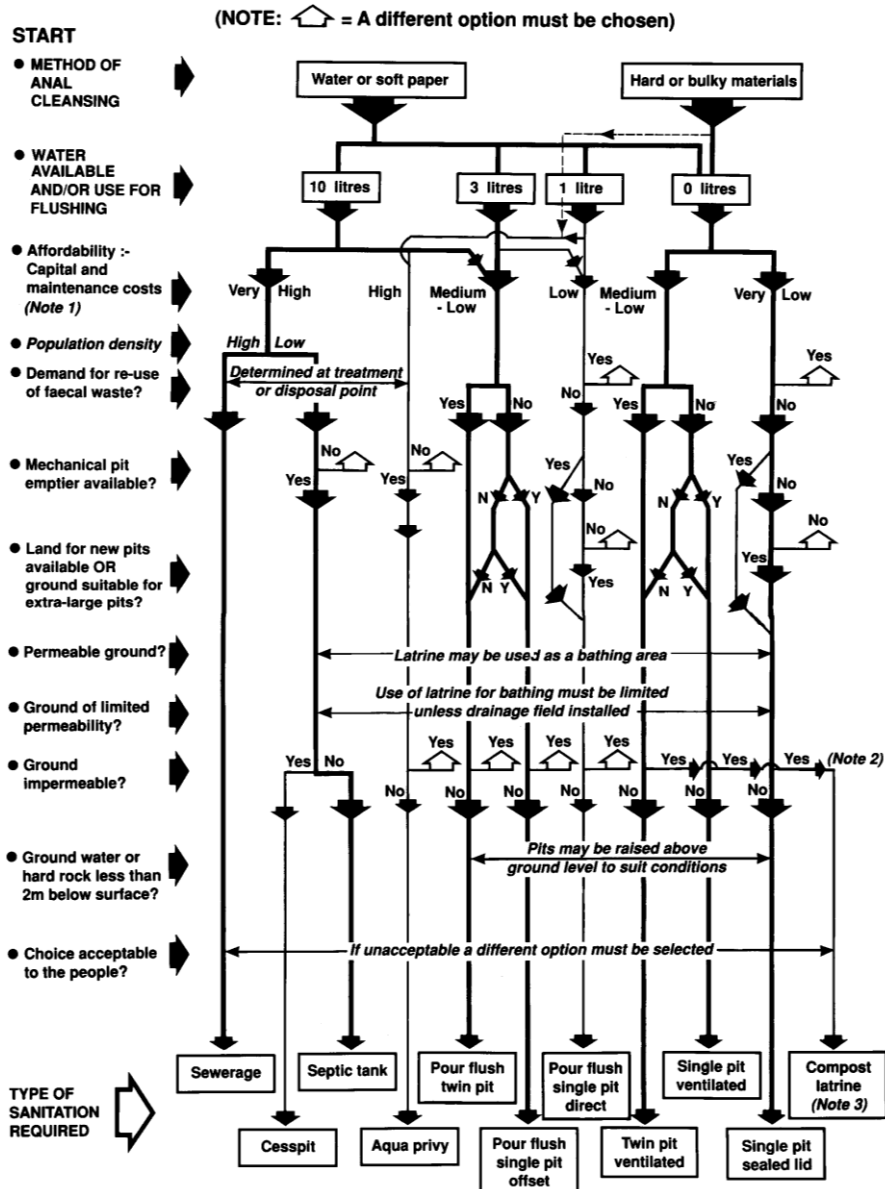 (NOTE: = A different option must be chosen)
START
● METHOD OF
ANAL
CLEANSING
Water or soft paper
Hard or bulky materials
● WATER
AVAILABLE
AND/OR USE FOR
FLUSHING
10 litres
3 litres
1 litre
0 litres
● Affordability :-
Capital and
maintenance costs
(Note 1)
Very High
High
Medium
- Low
Low
Medium
- Low
Very Low
● Population density
High Low
● Demand for re-use
of faecal waste?
Determined at treatment
or disposal point
Yes No
Yes
No
Yes No
Yes
No
● Mechanical pit
emptier available?
No
Yes
No
Yes
N Y
Yes
No
N Y
Yes
No
● Land for new pits
available OR
ground suitable for
extra-large pits?
N Y
No
Yes
N Y
No
Yes
● Permeable ground?
Latrine may be used as a bathing area
● Ground of limited
permeability?
Use of latrine for bathing must be limited
unless drainage field installed
● Ground
impermeable?
Yes No
Yes Yes Yes Yes
Yes Yes Yes (Note 2)
No No No No No No No
● Ground water or
hard rock less than
2m below surface?
Pits may be raised above
ground level to suit conditions
● Choice acceptable
to the people?
If unacceptable a different option must be selected
TYPE OF
SANITATION
REQUIRED
Sewerage
Septic tank
Pour flush
twin pit
Pour flush
single pit
direct
Single pit
ventilated
Compost
latrine
(Note 3)
Cesspit
Aqua privy
Pour flush
single pit
offset
Twin pit
ventilated
Single pit
sealed lid